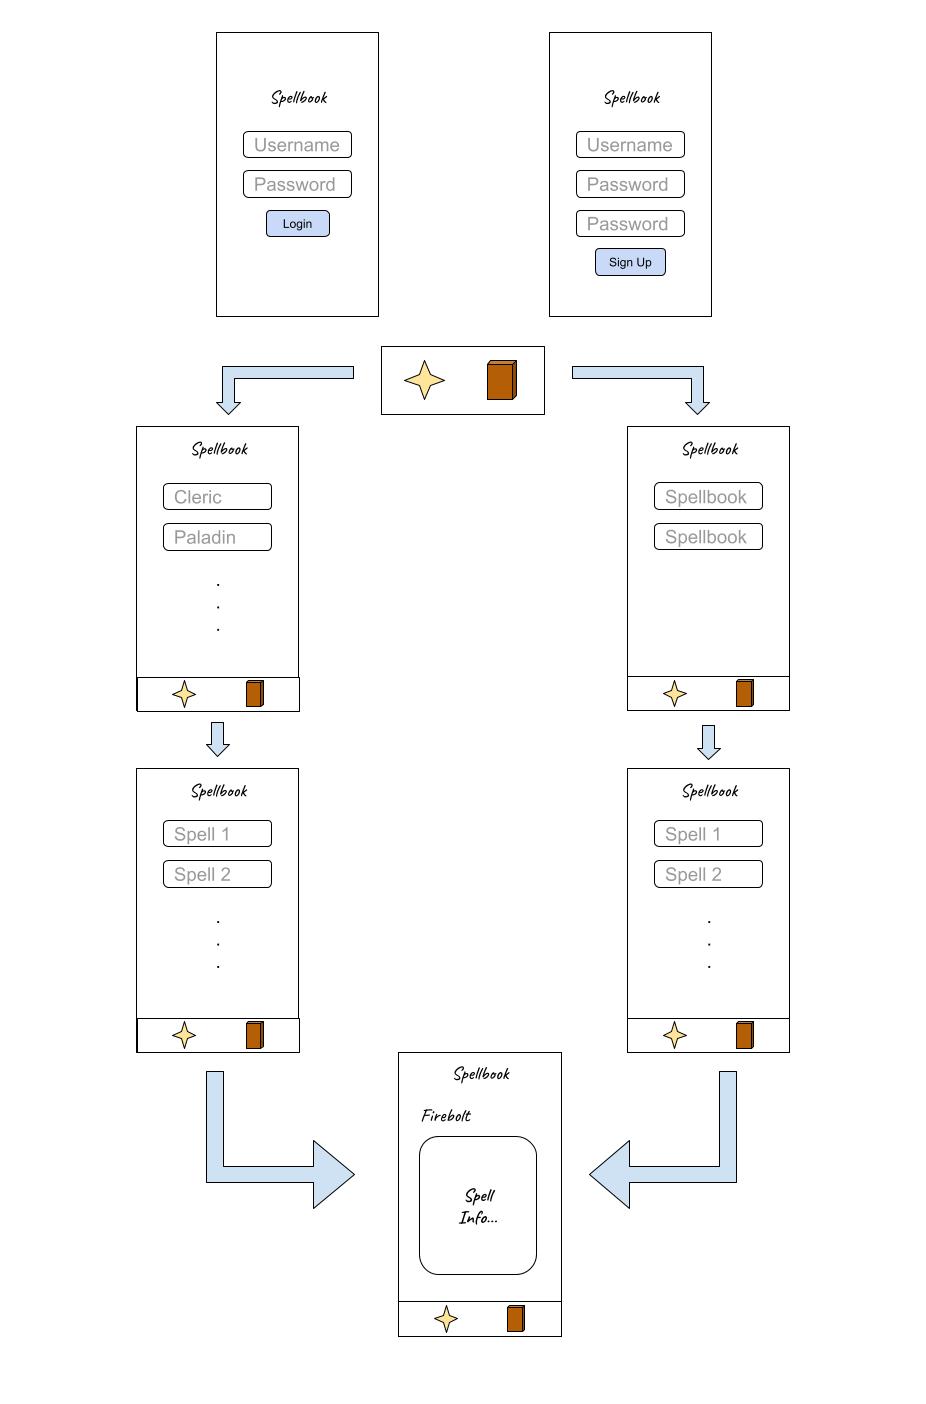 Spellbook
Username
Password
Login
Spellbook
Username
Password
Password
Sign Up
Spellbook
Cleric
Paladin
.
.
.
Spellbook
Spellbook
Spellbook
Spellbook
Spell 1
Spell 2
.
.
.
Spellbook
Spell 1
Spell 2
.
.
.
Spellbook
Firebolt
Spell
Info...